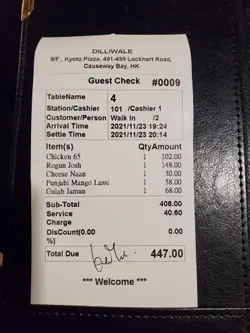 DILLIWALE
9/F., Kyoto Plaza, 491-499 Lockhart Road,
Causeway Bay, HK
Guest Check #0009
TableName 4
Station/Cashier 101 /Cashier 1
Customer/Person Walk In /2
Arrival Time 2021/11/23 19:24
Settle Time 2021/11/23 20:14
Item(s) Qty Amount
Chicken 65 1 102.00
Rogan Josh 1 148.00
Cheese Naan 1 30.00
Punjabi Mango Lassi 1 58.00
Gulab Jaman 1 68.00
Sub-Total 406.00
Service 40.60
Charge
DisCount(0.00 0.00
%)
Total Due 447.00
*** Welcome ***